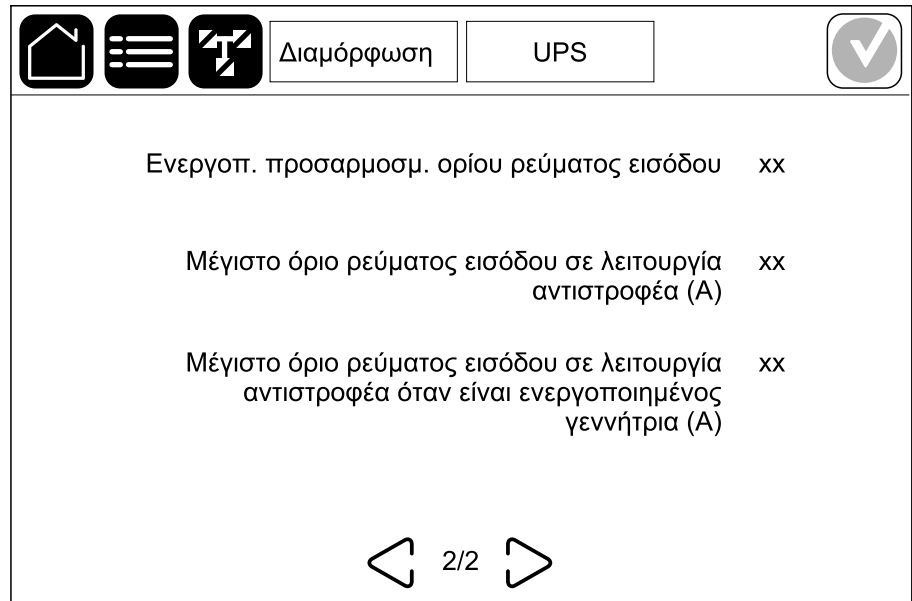 Διαμόρφωση
UPS
Ενεργοπ. προσαρμοσμ. ορίου ρεύματος εισόδου xx
Μέγιστο όριο ρεύματος εισόδου σε λειτουργία xx
αντιστροφέα (A)
Μέγιστο όριο ρεύματος εισόδου σε λειτουργία xx
αντιστροφέα όταν είναι ενεργοποιημένος
γεννήτρια (A)
2/2